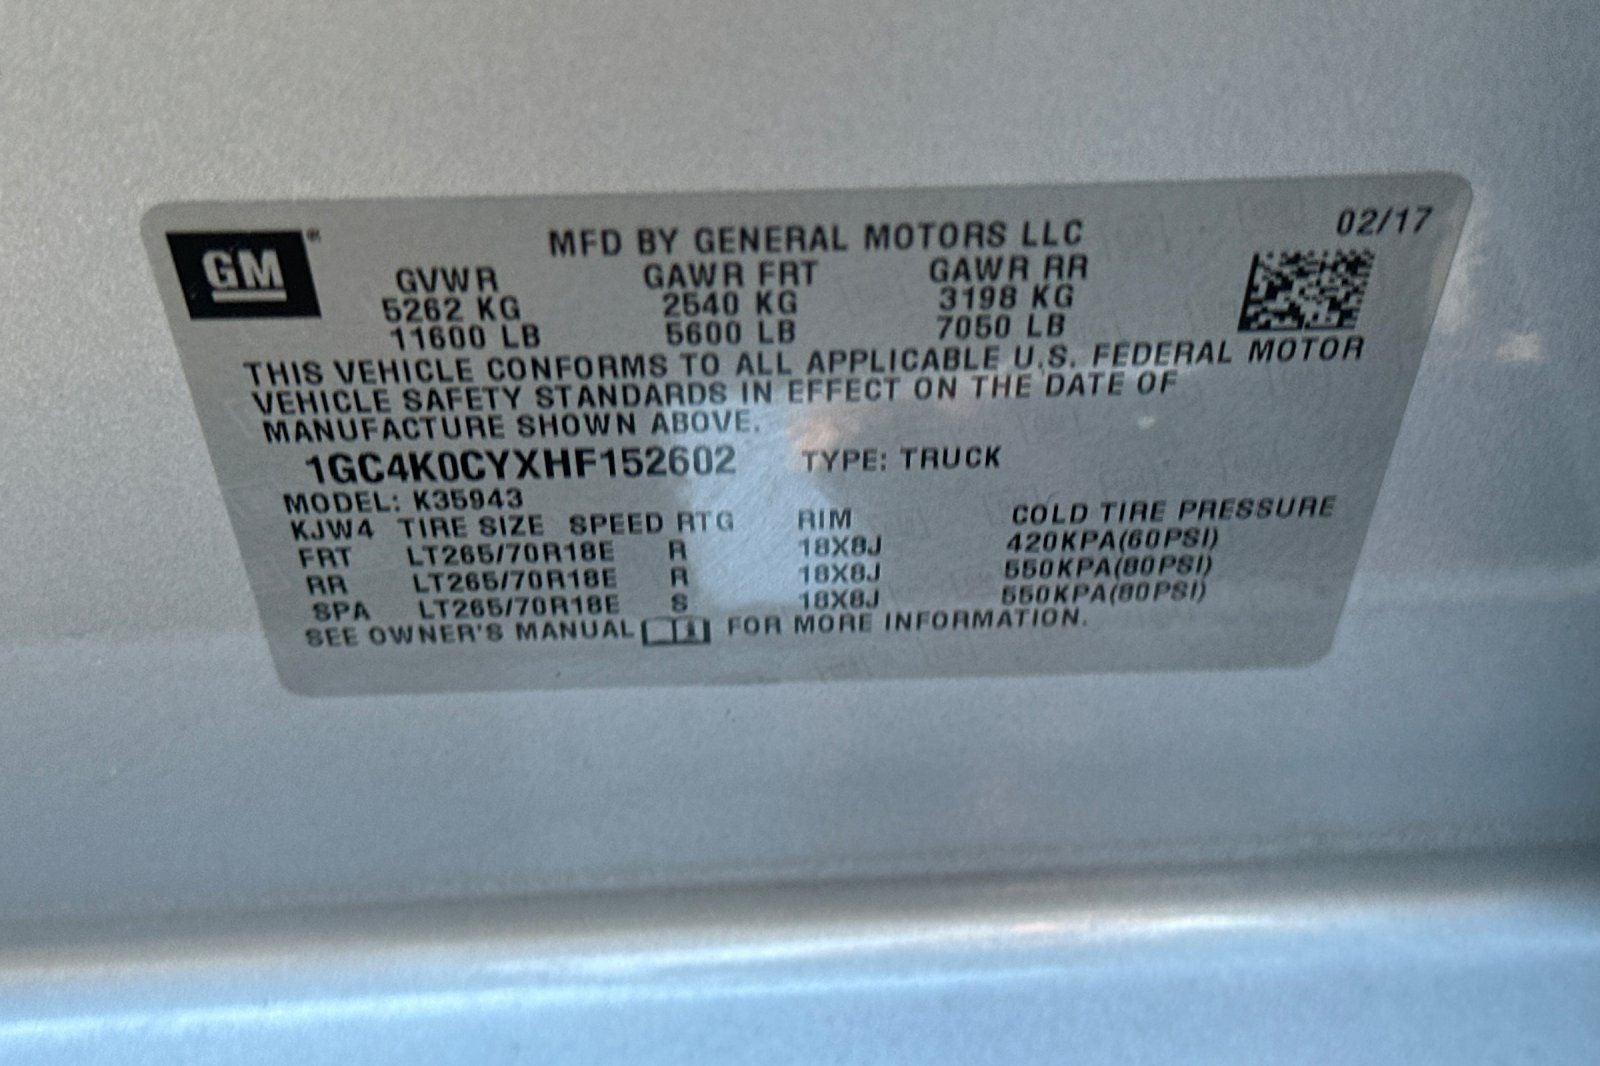 GM
02/17
MFD BY GENERAL MOTORS LLC
GVWR GAWR FRT GAWR RR
5262 KG 2540 KG 3198 KG
11600 LB 5600 LB 7050 LB
THIS VEHICLE CONFORMS TO ALL APPLICABLE U.S. FEDERAL MOTOR
VEHICLE SAFETY STANDARDS IN EFFECT ON THE DATE OF
MANUFACTURE SHOWN ABOVE.
1GC4K0CYXHF152602 TYPE: TRUCK
MODEL: K35943
KJW4 TIRE SIZE SPEED RTG RIM COLD TIRE PRESSURE
FRT LT265/70R18E R 18X8J 420KPA(60PSI)
RR LT265/70R18E R 18X8J 550KPA(80PSI)
SPA LT265/70R18E S 18X8J 550KPA(80PSI)
SEE OWNER'S MANUAL FOR MORE INFORMATION.